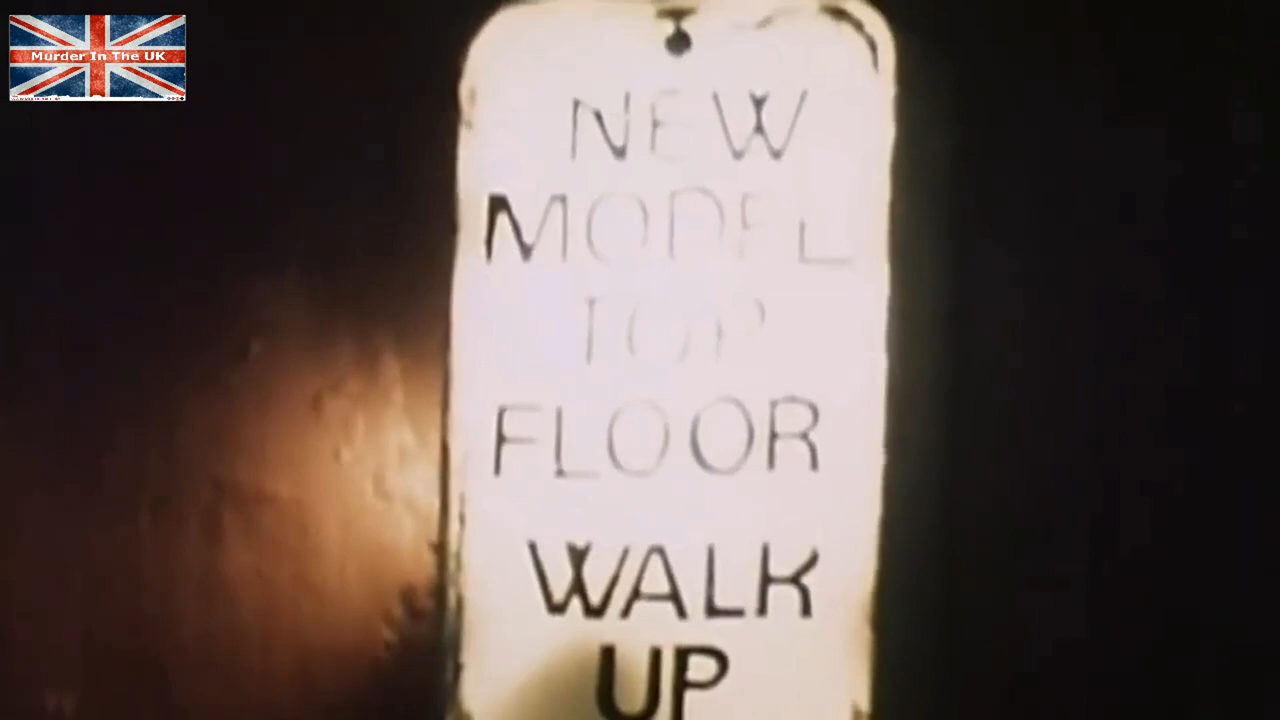 Murder In The UK
NEW
MODEL
TOP
FLOOR
WALK
UP